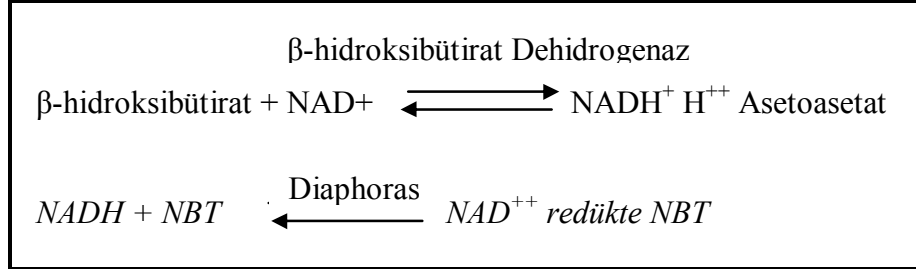 β-hidroksibütirat Dehidrogenaz
β-hidroksibütirat + NAD+ NADH⁺ H⁺⁺ Asetoasetat
Diaphoras
NADH + NBT NAD⁺⁺ redükte NBT